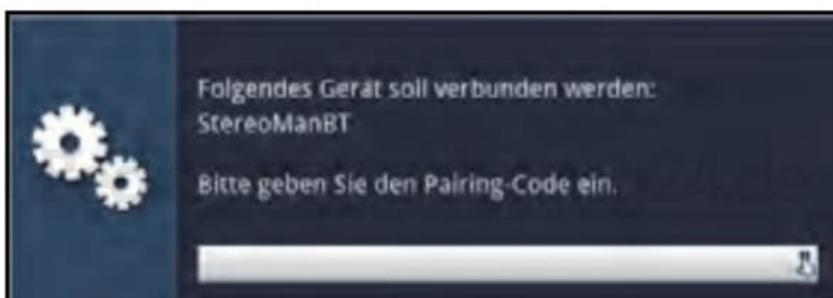 Folgendes Gerät soll verbunden werden:
StereoManBT
Bitte geben Sie den Pairing-Code ein.